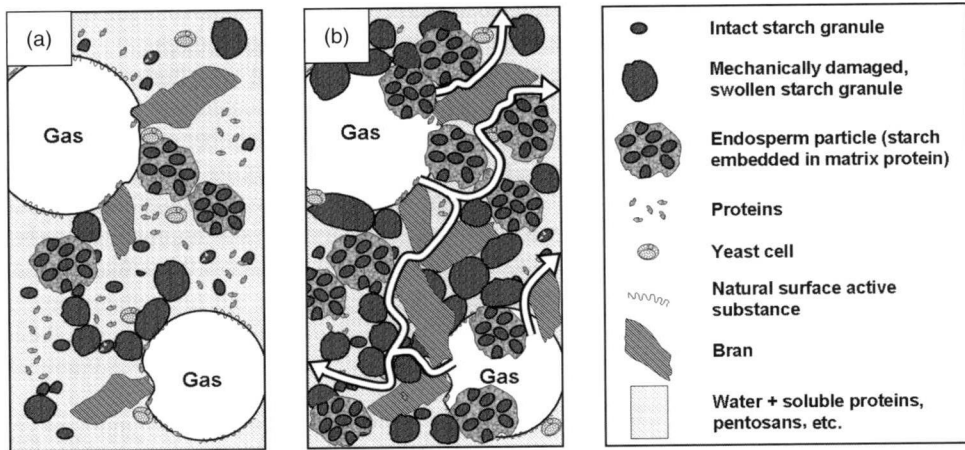 (a)
Gas
Gas
(b)
Gas
Gas
Intact starch granule
Mechanically damaged,
swollen starch granule
Endosperm particle (starch
embedded in matrix protein)
Proteins
Yeast cell
Natural surface active
substance
Bran
Water + soluble proteins,
pentosans, etc.